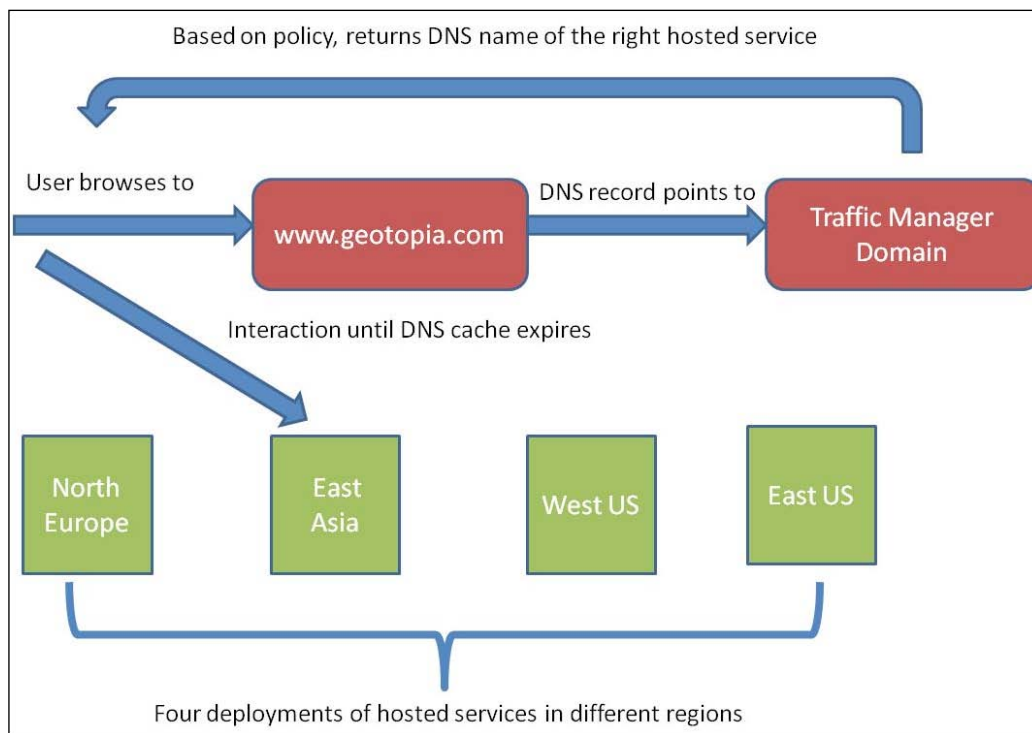 Based on policy, returns DNS name of the right hosted service
User browses to
www.geotopia.com
DNS record points to
Traffic Manager
Domain
Interaction until DNS cache expires
North
Europe
East
Asia
West US
East US
Four deployments of hosted services in different regions